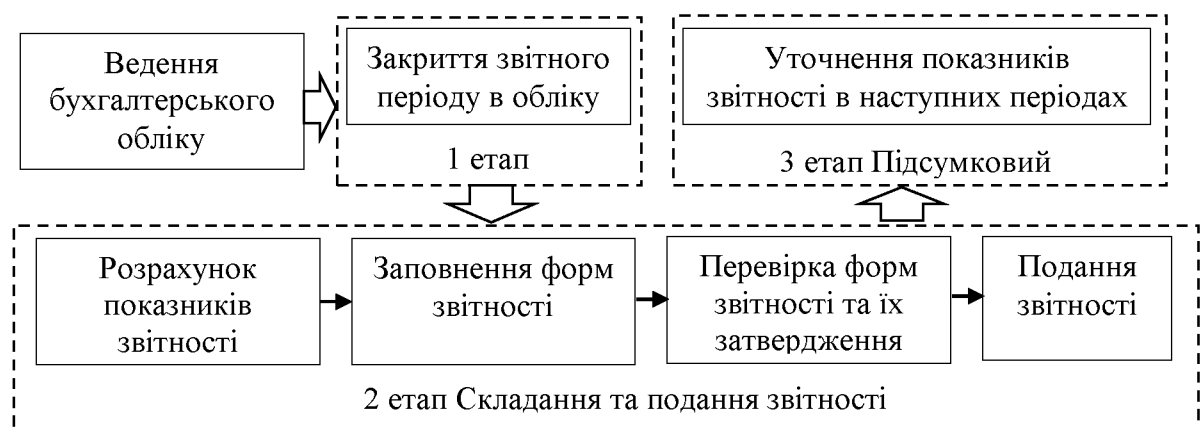 Ведення
бухгалтерського
обліку
Закриття звітного
періоду в обліку
1 етап
Уточнення показників
звітності в наступних періодах
3 етап Підсумковий
Розрахунок
показників
звітності
Заповнення форм
звітності
Перевірка форм
звітності та їх
затвердження
Подання
звітності
2 етап Складання та подання звітності